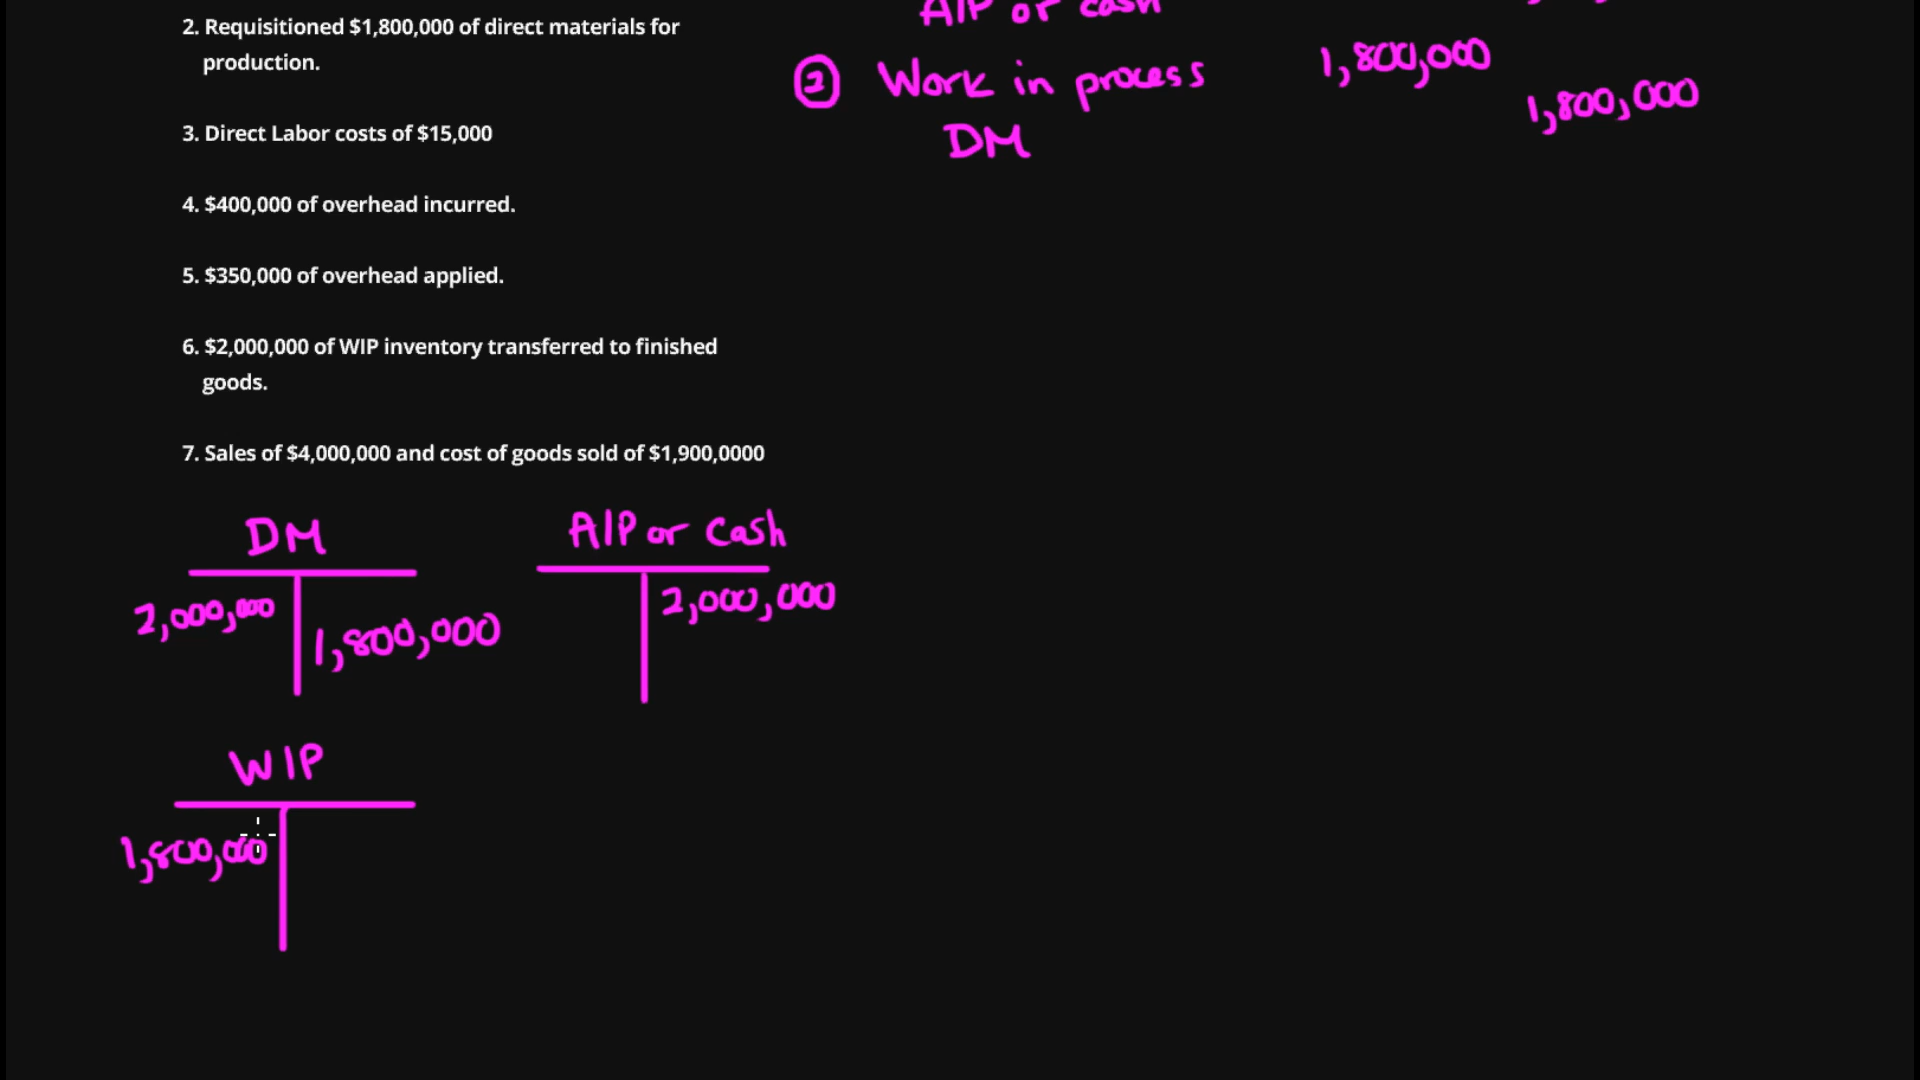 2. Requisitioned $1,800,000 of direct materials for
production.
3. Direct Labor costs of $15,000
4. $400,000 of overhead incurred.
5. $350,000 of overhead applied.
6. $2,000,000 of WIP inventory transferred to finished
goods.
7. Sales of $4,000,000 and cost of goods sold of $1,900,0000
A/P or cash
2 Work in process 1,800,000
DM 1,800,000
DM
2,000,000 1,800,000
A/P or Cash
2,000,000
WIP
1,800,000